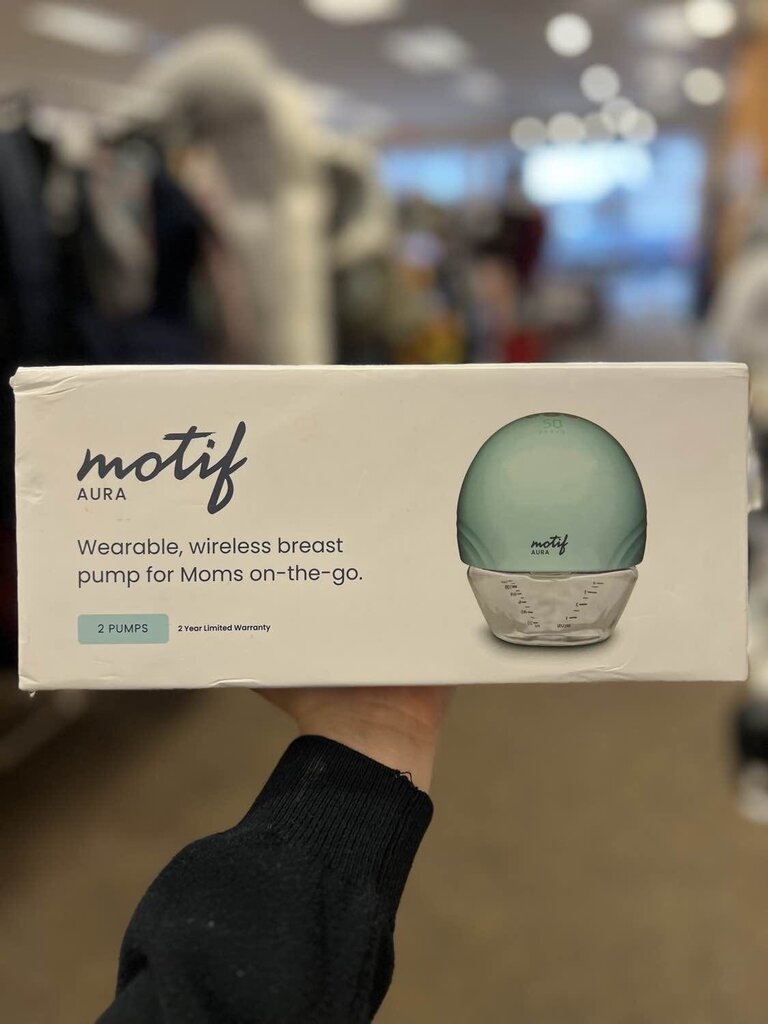 motif
AURA
Wearable, wireless breast
pump for Moms on-the-go.
2 PUMPS
2 Year Limited Warranty
motif
AURA